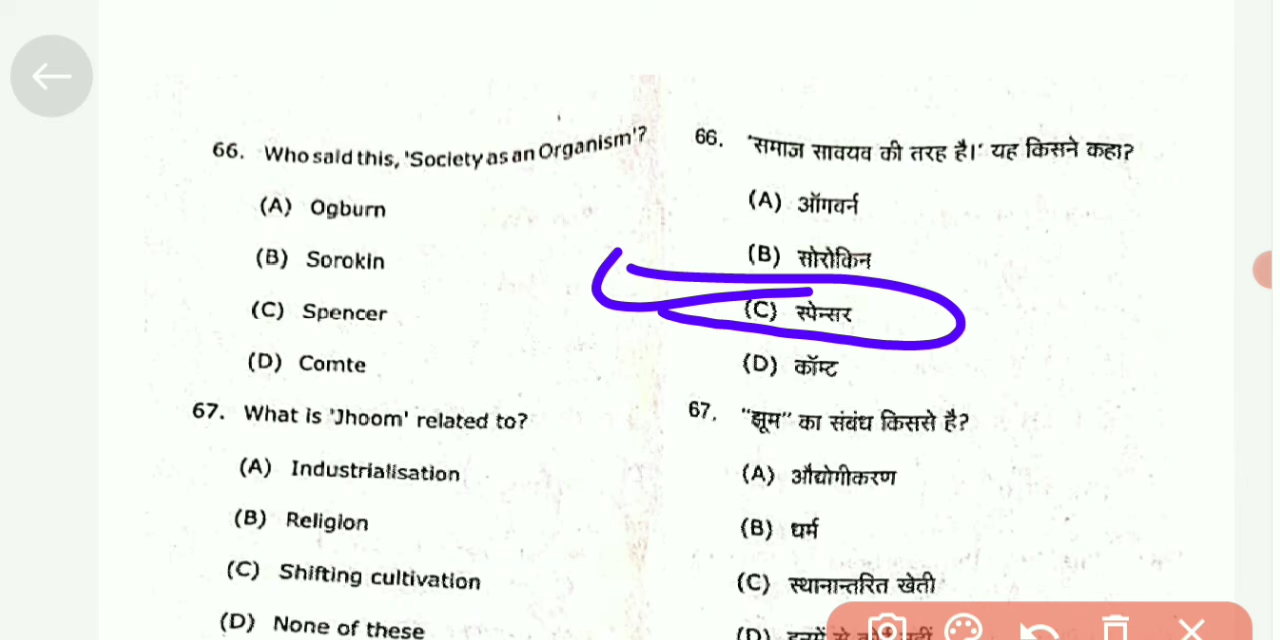 66. Who said this, 'Society as an Organism'?
(A) Ogburn
(B) Sorokin
(C) Spencer
(D) Comte
67. What is 'Jhoom' related to?
(A) Industrialisation
(B) Religion
(C) Shifting cultivation
(D) None of these
66. 'समाज सावयव की तरह है।' यह किसने कहा?
(A) ऑगवर्न
(B) सोरोकिन
(C) स्पेन्सर
(D) कॉम्ट
67. "झूम" का संबंध किससे है?
(A) औद्योगीकरण
(B) धर्म
(C) स्थानान्तरित खेती
(D) इनमें से कोई नहीं